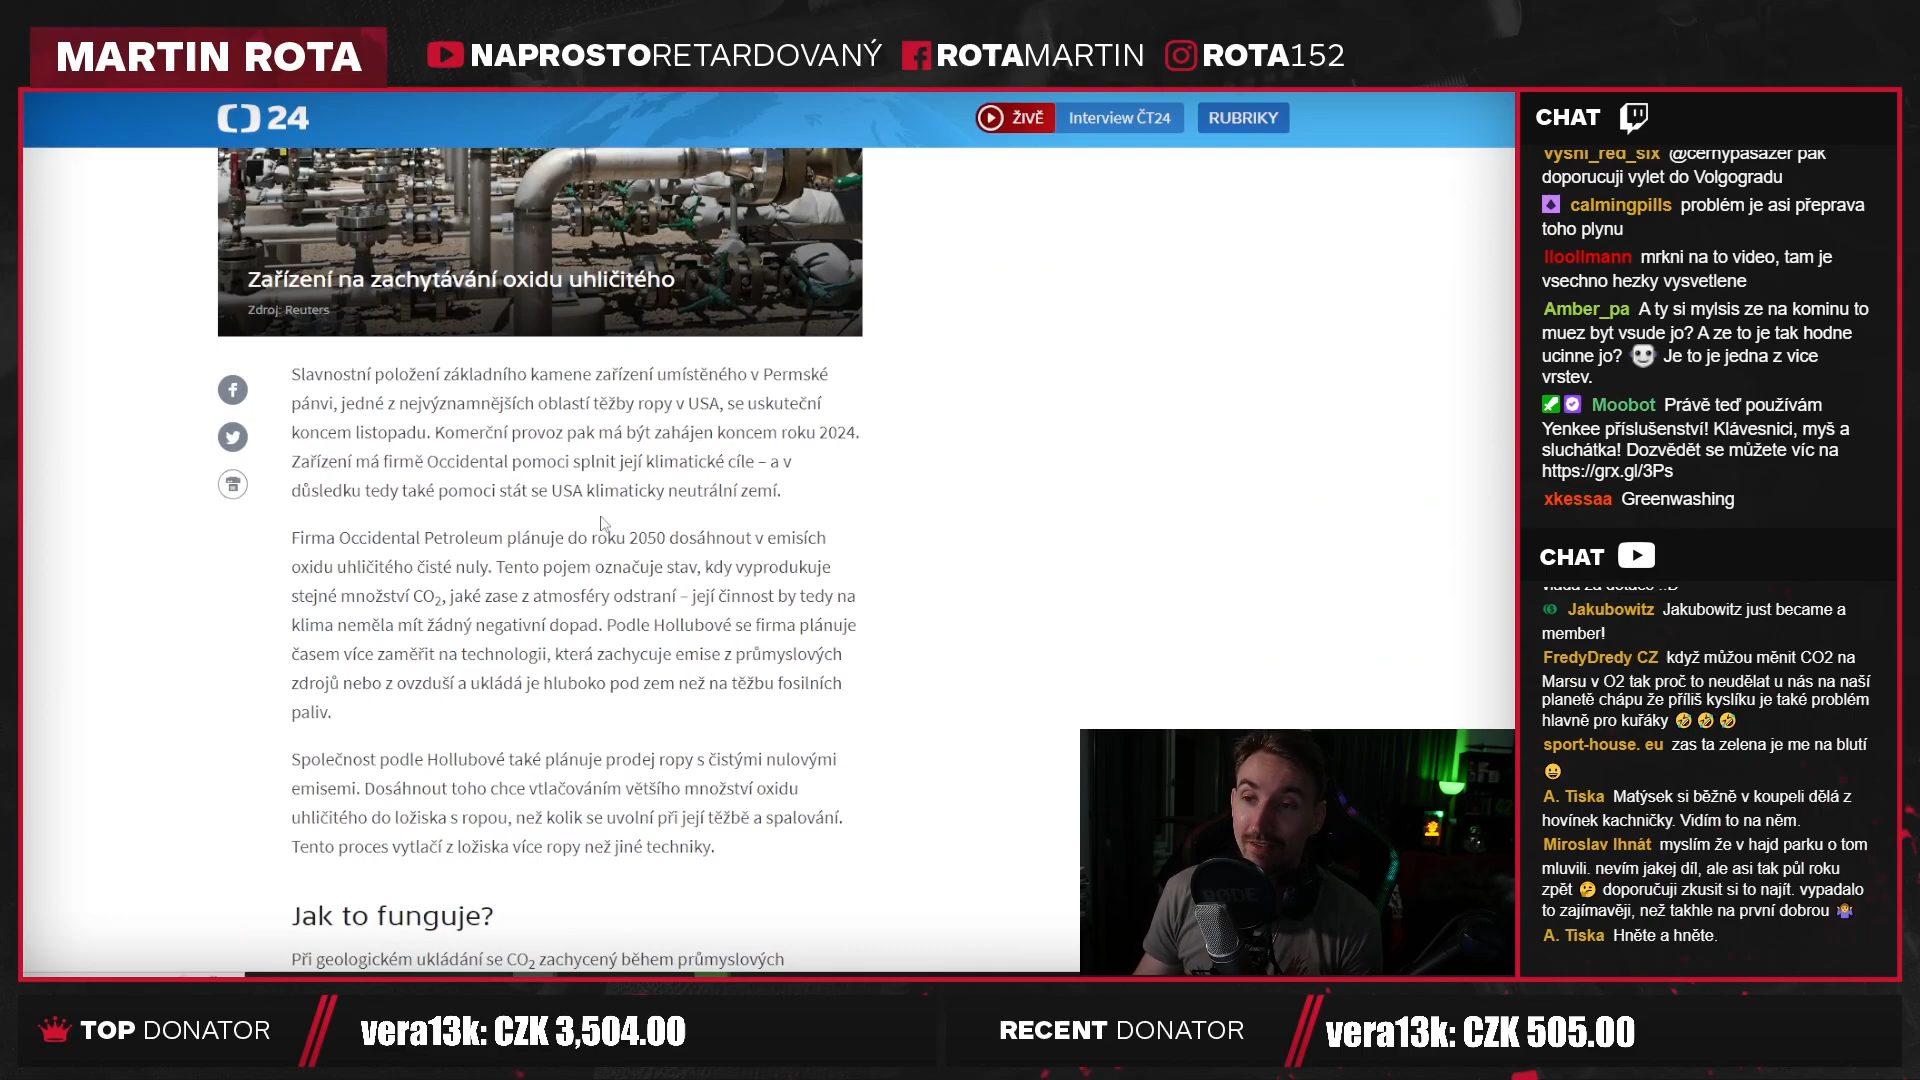 MARTIN ROTA
NAPROSTORETARDOVANÝ
ROTAMARTIN
ROTA152
24
ŽIVĚ
Interview ČT24
RUBRIKY
Zařízení na zachytávání oxidu uhličitého
Zdroj: Reuters
Slavnostní položení základního kamene zařízení umístěného v Permské
pánvi, jedné z nejvýznamnějších oblastí těžby ropy v USA, se uskuteční
koncem listopadu. Komerční provoz pak má být zahájen koncem roku 2024.
Zařízení má firmě Occidental pomoci splnit její klimatické cíle – a v
důsledku tedy také pomoci stát se USA klimaticky neutrální zemí.
Firma Occidental Petroleum plánuje do roku 2050 dosáhnout v emisích
oxidu uhličitého čisté nuly. Tento pojem označuje stav, kdy vyprodukuje
stejné množství CO2, jaké zase z atmosféry odstraní – její činnost by tedy na
klima neměla mít žádný negativní dopad. Podle Hollubové se firma plánuje
časem více zaměřit na technologii, která zachycuje emise z průmyslových
zdrojů nebo z ovzduší a ukládá je hluboko pod zem než na těžbu fosilních
paliv.
Společnost podle Hollubové také plánuje prodej ropy s čistými nulovými
emisemi. Dosáhnout toho chce vtlačováním většího množství oxidu
uhličitého do ložiska s ropou, než kolik se uvolní při její těžbě a spalování.
Tento proces vytlačí z ložiska více ropy než jiné techniky.
Jak to funguje?
Při geologickém ukládání se CO2 zachycený během průmyslových
RØDE
CHAT
vysni_red_six @cernypasazer pak
doporucuji vylet do Volgogradu
calmingpills problém je asi přeprava
toho plynu
lloollmann mrkni na to video, tam je
vsechno hezky vysvetlene
Amber_pa A ty si mylsis ze na kominu to
muez byt vsude jo? A ze to je tak hodne
ucinne jo? Je to je jedna z vice
vrstev.
Moobot Právě teď používám
Yenkee příslušenství! Klávesnici, myš a
sluchátka! Dozvědět se můžete víc na
https://grx.gl/3Ps
xkessaa Greenwashing
CHAT
vlada za dotace ..D
Jakubowitz Jakubowitz just became a
member!
FredyDredy CZ když můžou měnit CO2 na
Marsu v O2 tak proč to neudělat u nás na naší
planetě chápu že příliš kyslíku je také problém
hlavně pro kuřáky 🤣 🤣 🤣
sport-house. eu zas ta zelena je me na blutí
😀
A. Tiska Matýsek si běžně v koupeli dělá z
hovínek kachničky. Vidím to na něm.
Miroslav Ihnát myslím že v hajd parku o tom
mluvili. nevím jakej díl, ale asi tak půl roku
zpět 🤔 doporučuji zkusit si to najít. vypadalo
to zajímavěji, než takhle na první dobrou 🤷
A. Tiska Hněte a hněte.
TOP DONATOR
vera13k: CZK 3,504.00
RECENT DONATOR
vera13k: CZK 505.00